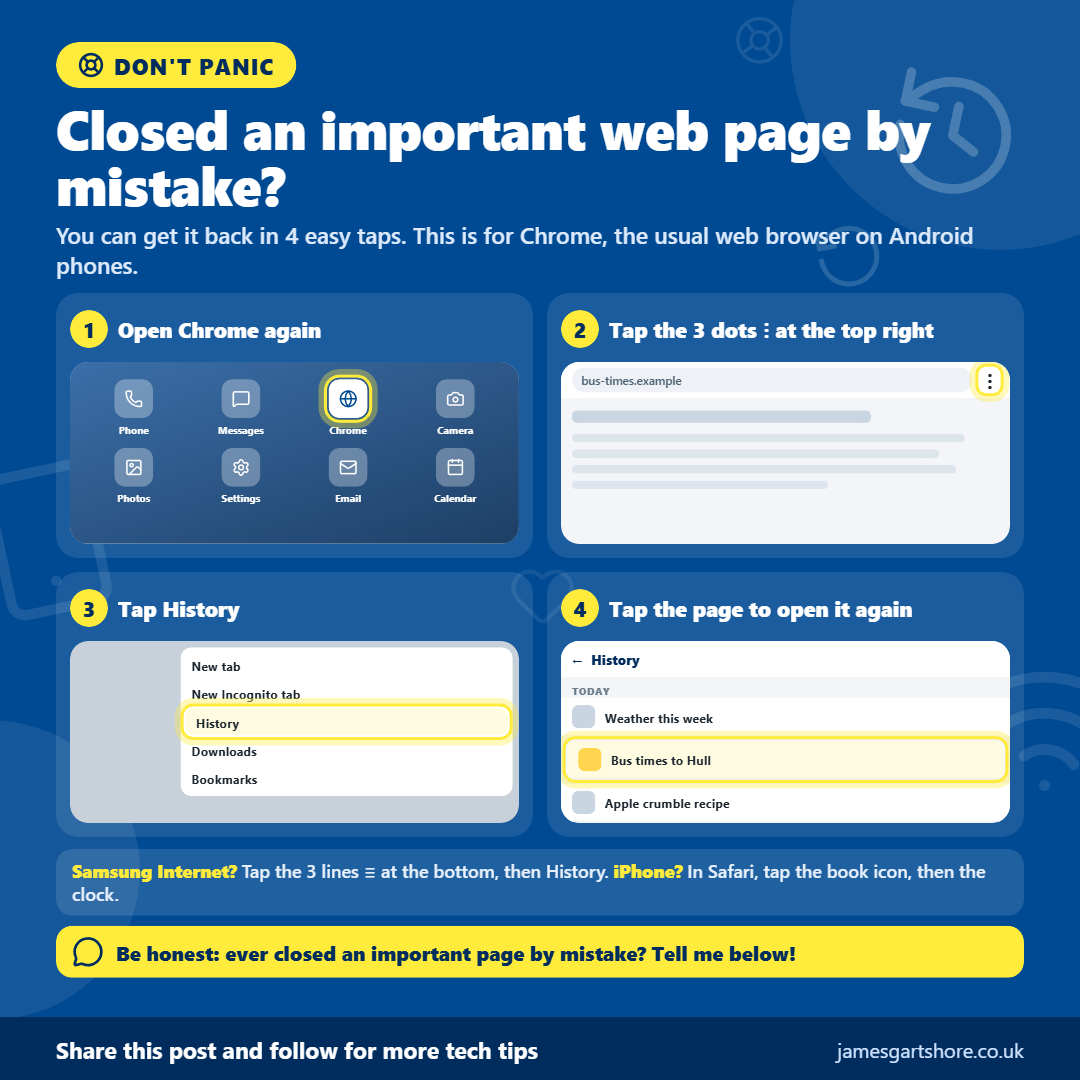 DON'T PANIC
Closed an important web page by
mistake?
You can get it back in 4 easy taps. This is for Chrome, the usual web browser on Android
phones.
1 Open Chrome again
Phone Messages Chrome Camera
Photos Settings Email Calendar
2 Tap the 3 dots ⋮ at the top right
bus-times.example
3 Tap History
New tab
New Incognito tab
History
Downloads
Bookmarks
4 Tap the page to open it again
← History
TODAY
Weather this week
Bus times to Hull
Apple crumble recipe
Samsung Internet? Tap the 3 lines ≡ at the bottom, then History. iPhone? In Safari, tap the book icon, then the
clock.
Be honest: ever closed an important page by mistake? Tell me below!
Share this post and follow for more tech tips
jamesgartshore.co.uk